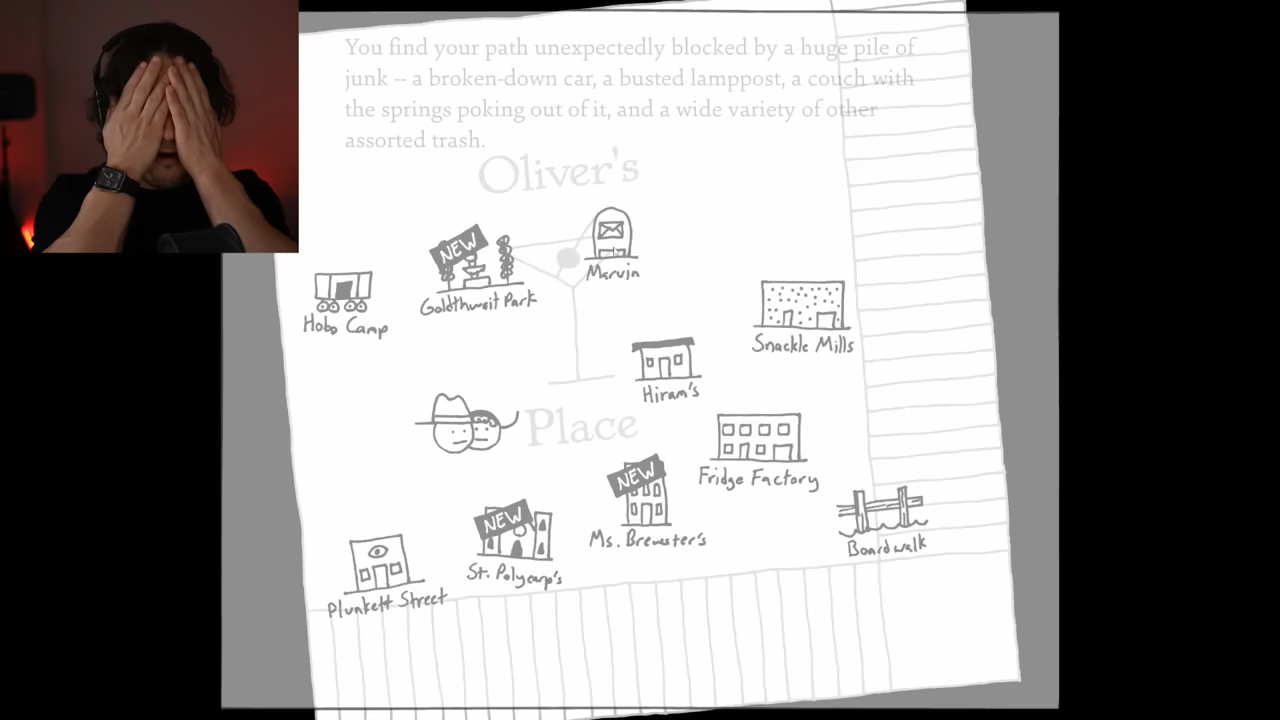 You find your path unexpectedly blocked by a huge pile of
junk -- a broken-down car, a busted lamppost, a couch with
the springs poking out of it, and a wide variety of other
assorted trash.
Oliver's
NEW
Marvin
Goldthwait Park
Hobo Camp
Snackle Mills
Hiram's
Place
NEW
Fridge Factory
NEW
Ms. Brewster's
Boardwalk
St. Polycarp's
Plunkett Street